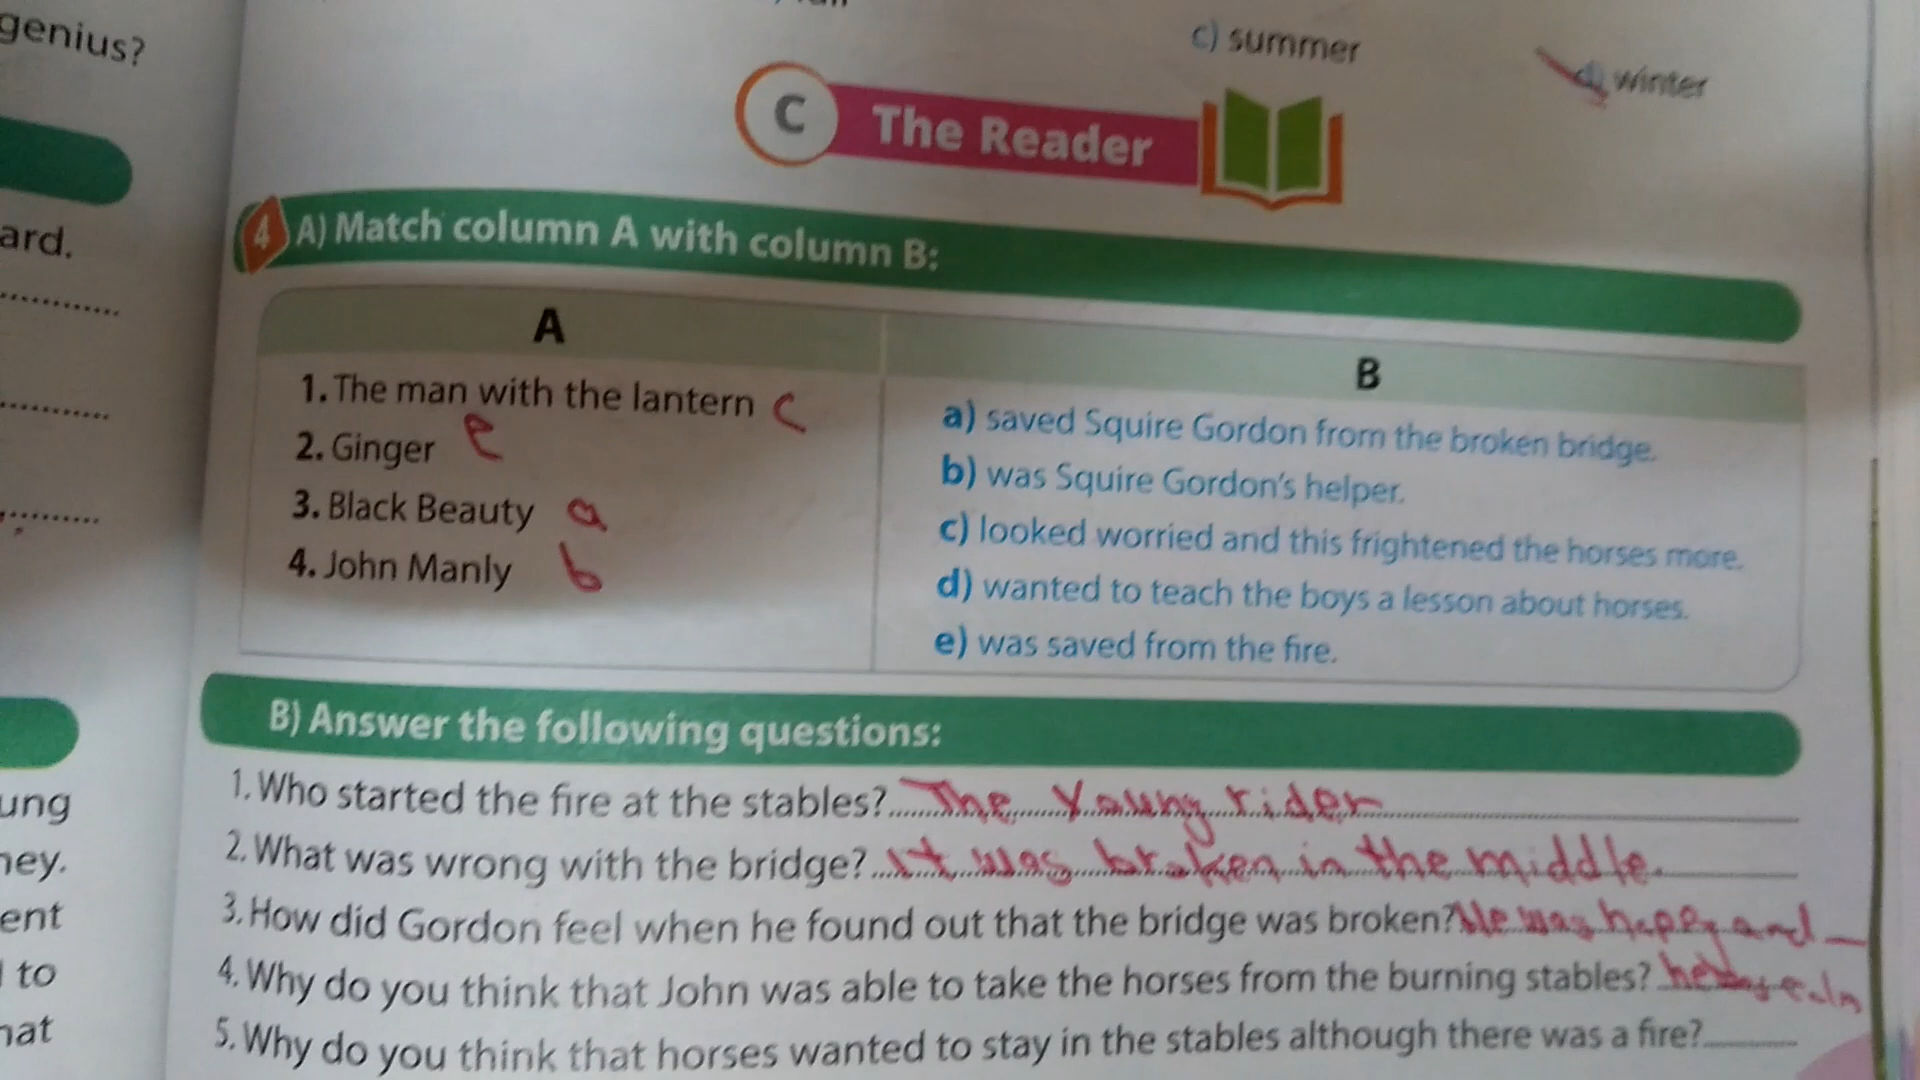 genius?
c) summer
d) winter
C The Reader
ard.
4 A) Match column A with column B:
A
B
1. The man with the lantern c
2. Ginger e
3. Black Beauty a
4. John Manly b
a) saved Squire Gordon from the broken bridge.
b) was Squire Gordon's helper.
c) looked worried and this frightened the horses more.
d) wanted to teach the boys a lesson about horses.
e) was saved from the fire.
B) Answer the following questions:
ung
1. Who started the fire at the stables? The young rider
ney.
2. What was wrong with the bridge? It was broken in the middle.
ent
3. How did Gordon feel when he found out that the bridge was broken? He was happy and
to
4. Why do you think that John was able to take the horses from the burning stables? he
hat
5. Why do you think that horses wanted to stay in the stables although there was a fire?